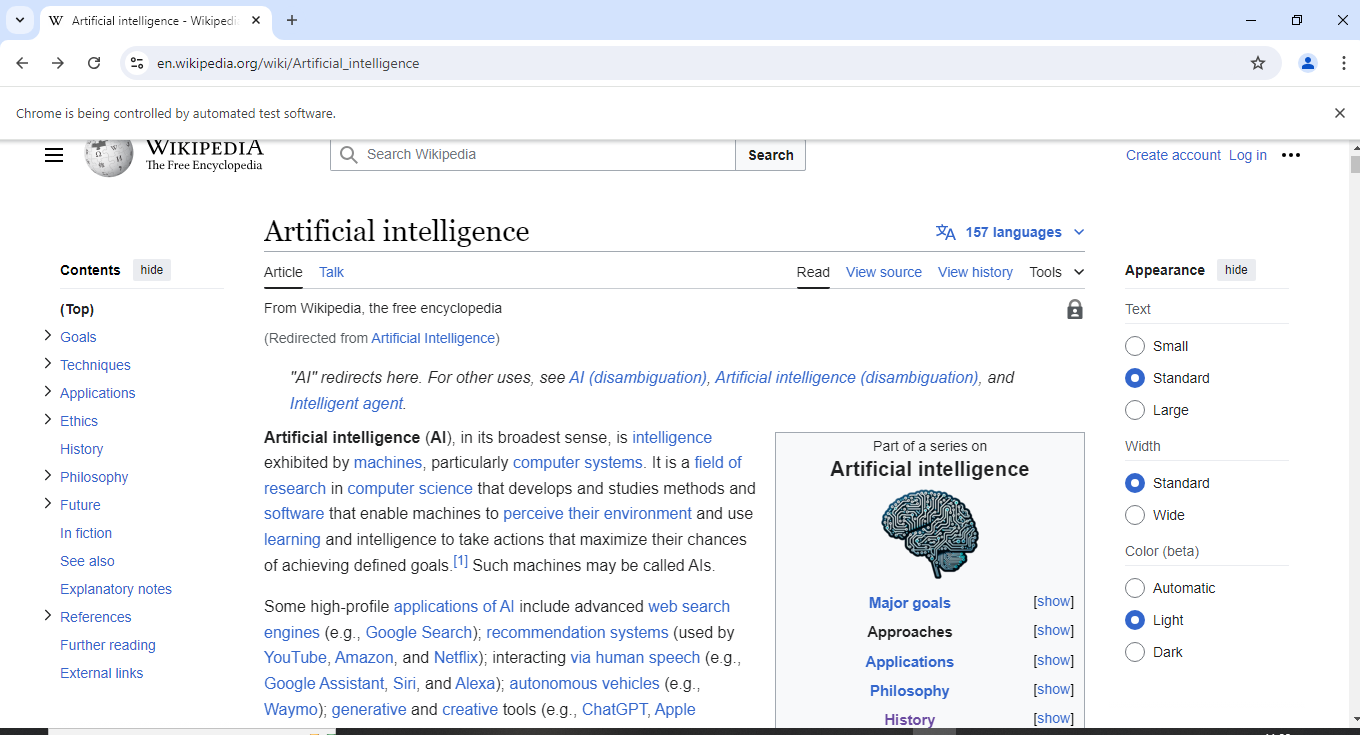 Artificial intelligence - Wikipedi
en.wikipedia.org/wiki/Artificial_intelligence
Chrome is being controlled by automated test software.
WIKIPEDIA
The Free Encyclopedia
Search Wikipedia
Search
Create account Log in
Artificial intelligence
157 languages
Contents hide
Article Talk
Read View source View history Tools
Appearance hide
(Top)
Goals
Techniques
Applications
Ethics
History
Philosophy
Future
In fiction
See also
Explanatory notes
References
Further reading
External links
From Wikipedia, the free encyclopedia
(Redirected from Artificial Intelligence)
"AI" redirects here. For other uses, see AI (disambiguation), Artificial intelligence (disambiguation), and
Intelligent agent.
Artificial intelligence (AI), in its broadest sense, is intelligence
exhibited by machines, particularly computer systems. It is a field of
research in computer science that develops and studies methods and
software that enable machines to perceive their environment and use
learning and intelligence to take actions that maximize their chances
of achieving defined goals.[1] Such machines may be called AIs.
Some high-profile applications of AI include advanced web search
engines (e.g., Google Search); recommendation systems (used by
YouTube, Amazon, and Netflix); interacting via human speech (e.g.,
Google Assistant, Siri, and Alexa); autonomous vehicles (e.g.,
Waymo); generative and creative tools (e.g., ChatGPT, Apple
Part of a series on
Artificial intelligence
Major goals [show]
Approaches [show]
Applications [show]
Philosophy [show]
History [show]
Text
Small
Standard
Large
Width
Standard
Wide
Color (beta)
Automatic
Light
Dark